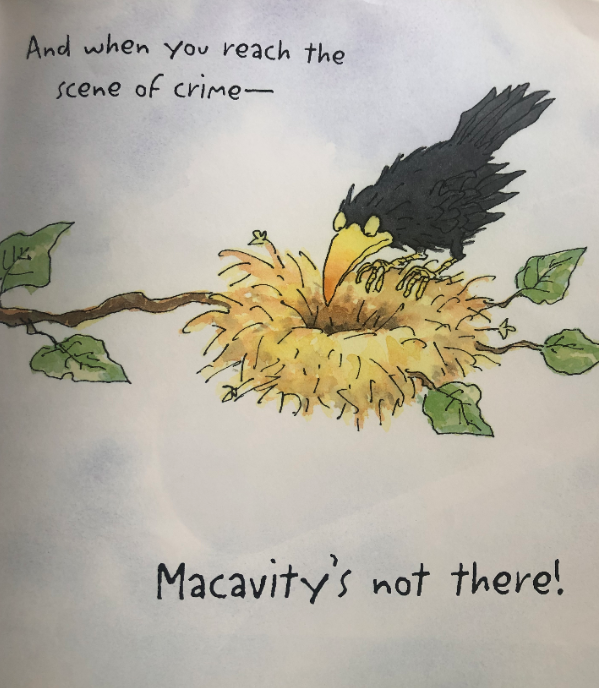 And when you reach the
scene of crime—
Macavity's not there!